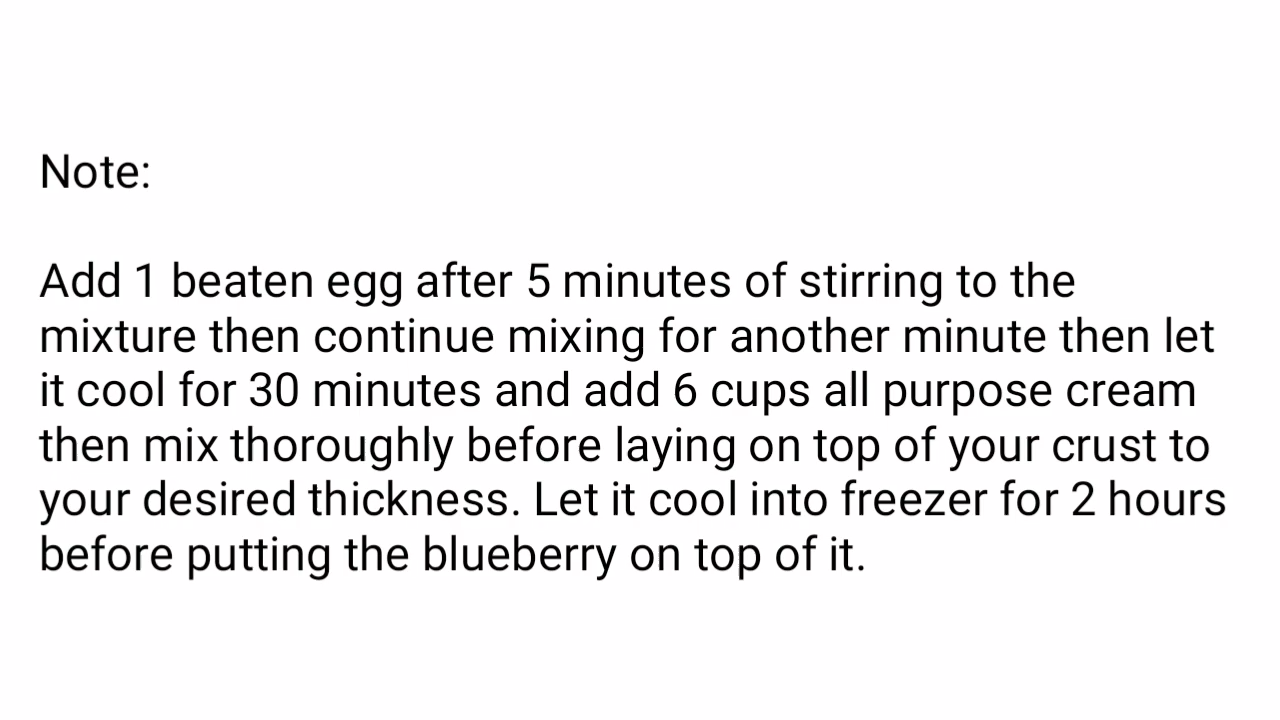 Note:
Add 1 beaten egg after 5 minutes of stirring to the
mixture then continue mixing for another minute then let
it cool for 30 minutes and add 6 cups all purpose cream
then mix thoroughly before laying on top of your crust to
your desired thickness. Let it cool into freezer for 2 hours
before putting the blueberry on top of it.